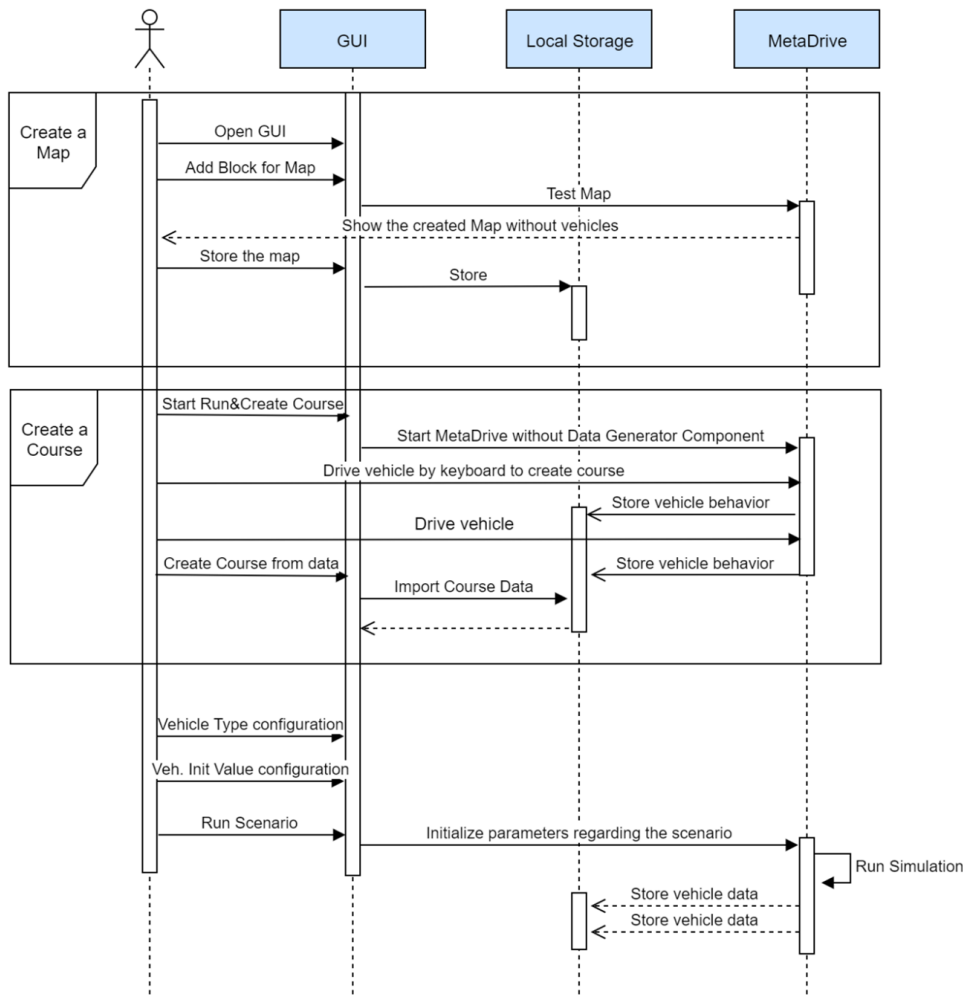 GUI
Local Storage
MetaDrive
Create a
Map
Open GUI
Add Block for Map
Test Map
Show the created Map without vehicles
Store the map
Store
Create a
Course
Start Run&Create Course
Start MetaDrive without Data Generator Component
Drive vehicle by keyboard to create course
Store vehicle behavior
Drive vehicle
Create Course from data
Store vehicle behavior
Import Course Data
Vehicle Type configuration
Veh. Init Value configuration
Run Scenario
Initialize parameters regarding the scenario
Run Simulation
Store vehicle data
Store vehicle data